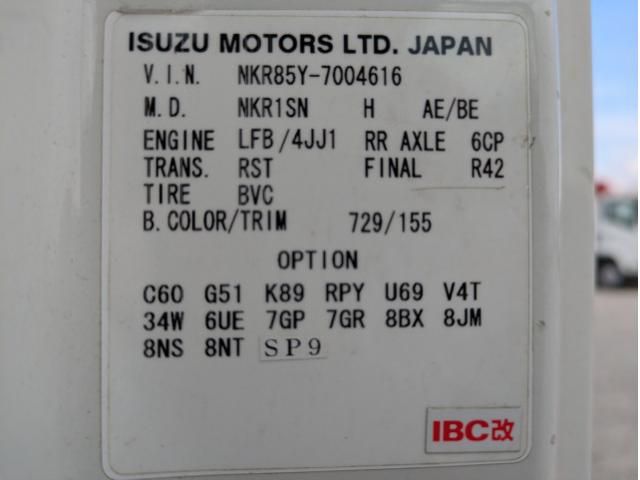 ISUZU MOTORS LTD. JAPAN
V.I.N. NKR85Y-7004616
M.D. NKR1SN H AE/BE
ENGINE LFB/4JJ1 RR AXLE 6CP
TRANS. RST FINAL R42
TIRE BVC
B.COLOR/TRIM 729/155
OPTION
C60 G51 K89 RPY U69 V4T
34W 6UE 7GP 7GR 8BX 8JM
8NS 8NT SP9
IBC改